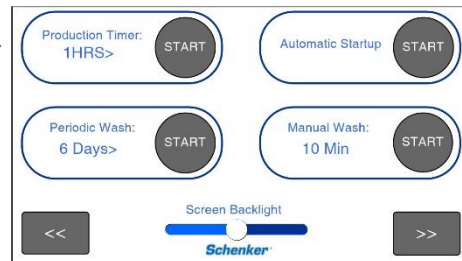 Production Timer:
1HRS>
START
Automatic Startup
START
Periodic Wash:
6 Days>
START
Manual Wash:
10 Min
START
<<
Screen Backlight
Schenker
>>